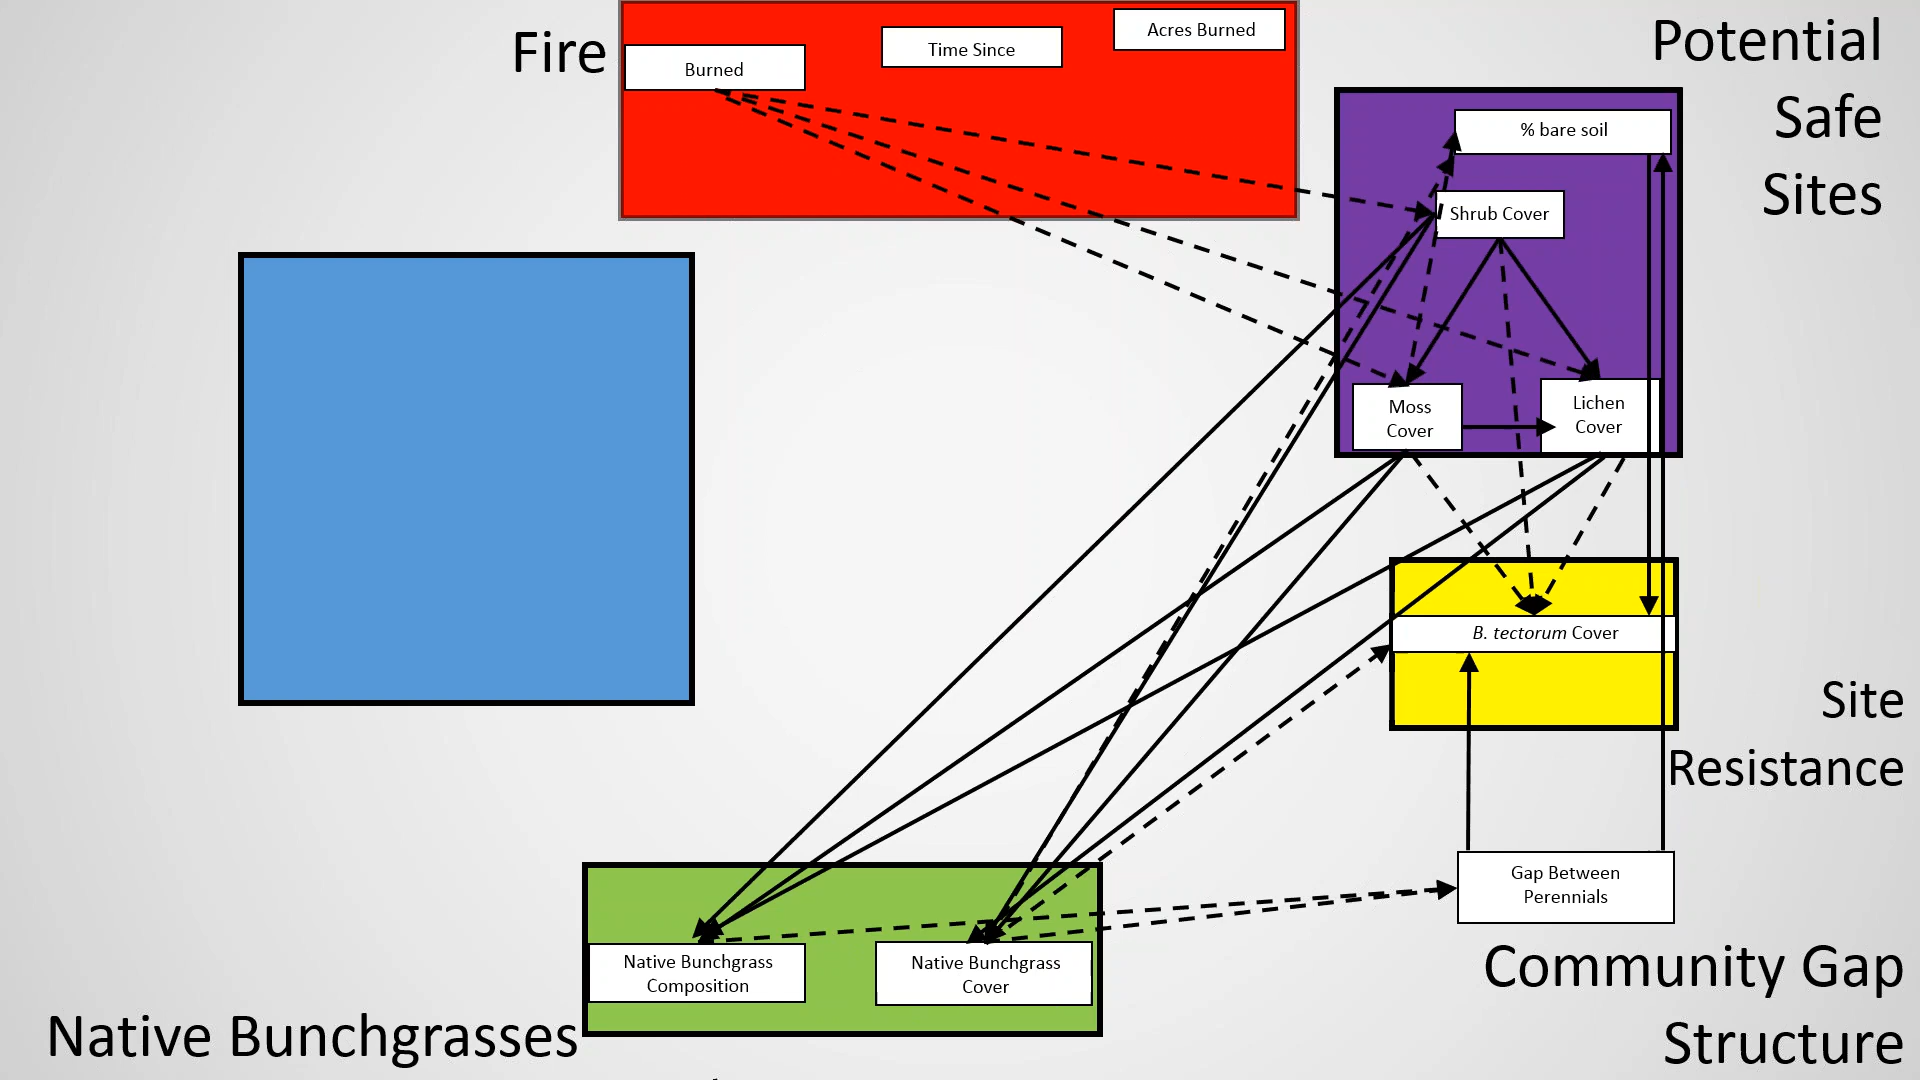 Fire
Burned
Time Since
Acres Burned
Potential
Safe
Sites
% bare soil
Shrub Cover
Moss
Cover
Lichen
Cover
B. tectorum Cover
Site
Resistance
Gap Between
Perennials
Community Gap
Structure
Native Bunchgrass
Composition
Native Bunchgrass
Cover
Native Bunchgrasses